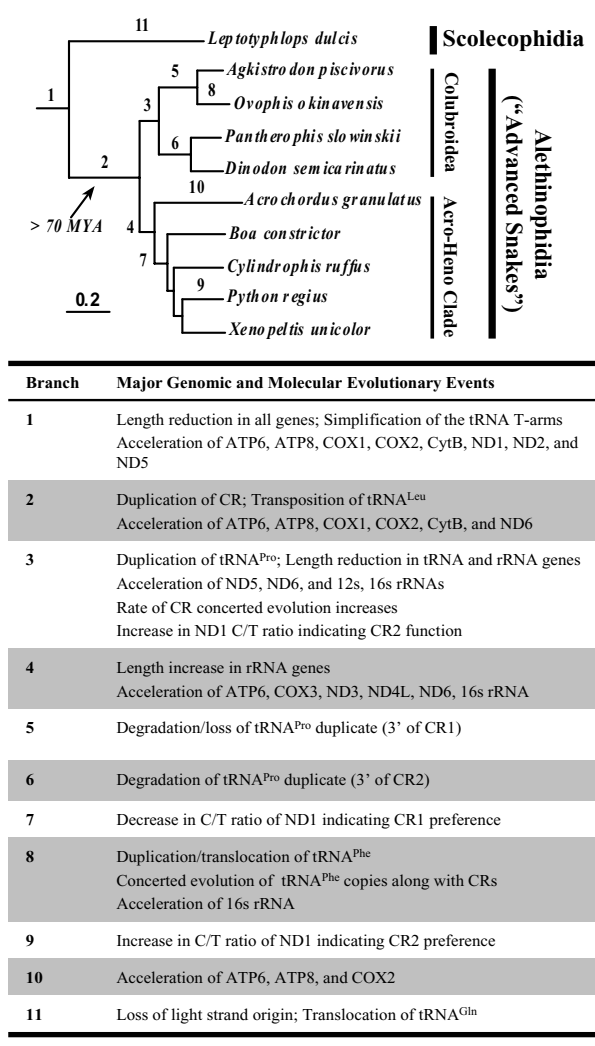 11
Leptotyphlops dulcis
Scolecophidia
5
Agkistrodon piscivorus
8
1
3
Ovophis okinavensis
6
Pantherophis slowinskii
2
Dinodon semicarinatus
Colubroidea
10
Acrochordus granulatus
> 70 MYA
4
Boa constrictor
7
Cylindrophis ruffus
9
0.2
Python regius
Xenopeltis unicolor
Acro-Heno Clade
Alethinophidia
("Advanced Snakes")
Branch Major Genomic and Molecular Evolutionary Events
1 Length reduction in all genes; Simplification of the tRNA T-arms
Acceleration of ATP6, ATP8, COX1, COX2, CytB, ND1, ND2, and
ND5
2 Duplication of CR; Transposition of tRNALeu
Acceleration of ATP6, ATP8, COX1, COX2, CytB, and ND6
3 Duplication of tRNAPro; Length reduction in tRNA and rRNA genes
Acceleration of ND5, ND6, and 12s, 16s rRNAs
Rate of CR concerted evolution increases
Increase in ND1 C/T ratio indicating CR2 function
4 Length increase in rRNA genes
Acceleration of ATP6, COX3, ND3, ND4L, ND6, 16s rRNA
5 Degradation/loss of tRNAPro duplicate (3' of CR1)
6 Degradation of tRNAPro duplicate (3' of CR2)
7 Decrease in C/T ratio of ND1 indicating CR1 preference
8 Duplication/translocation of tRNAPhe
Concerted evolution of tRNAPhe copies along with CRs
Acceleration of 16s rRNA
9 Increase in C/T ratio of ND1 indicating CR2 preference
10 Acceleration of ATP6, ATP8, and COX2
11 Loss of light strand origin; Translocation of tRNAGln